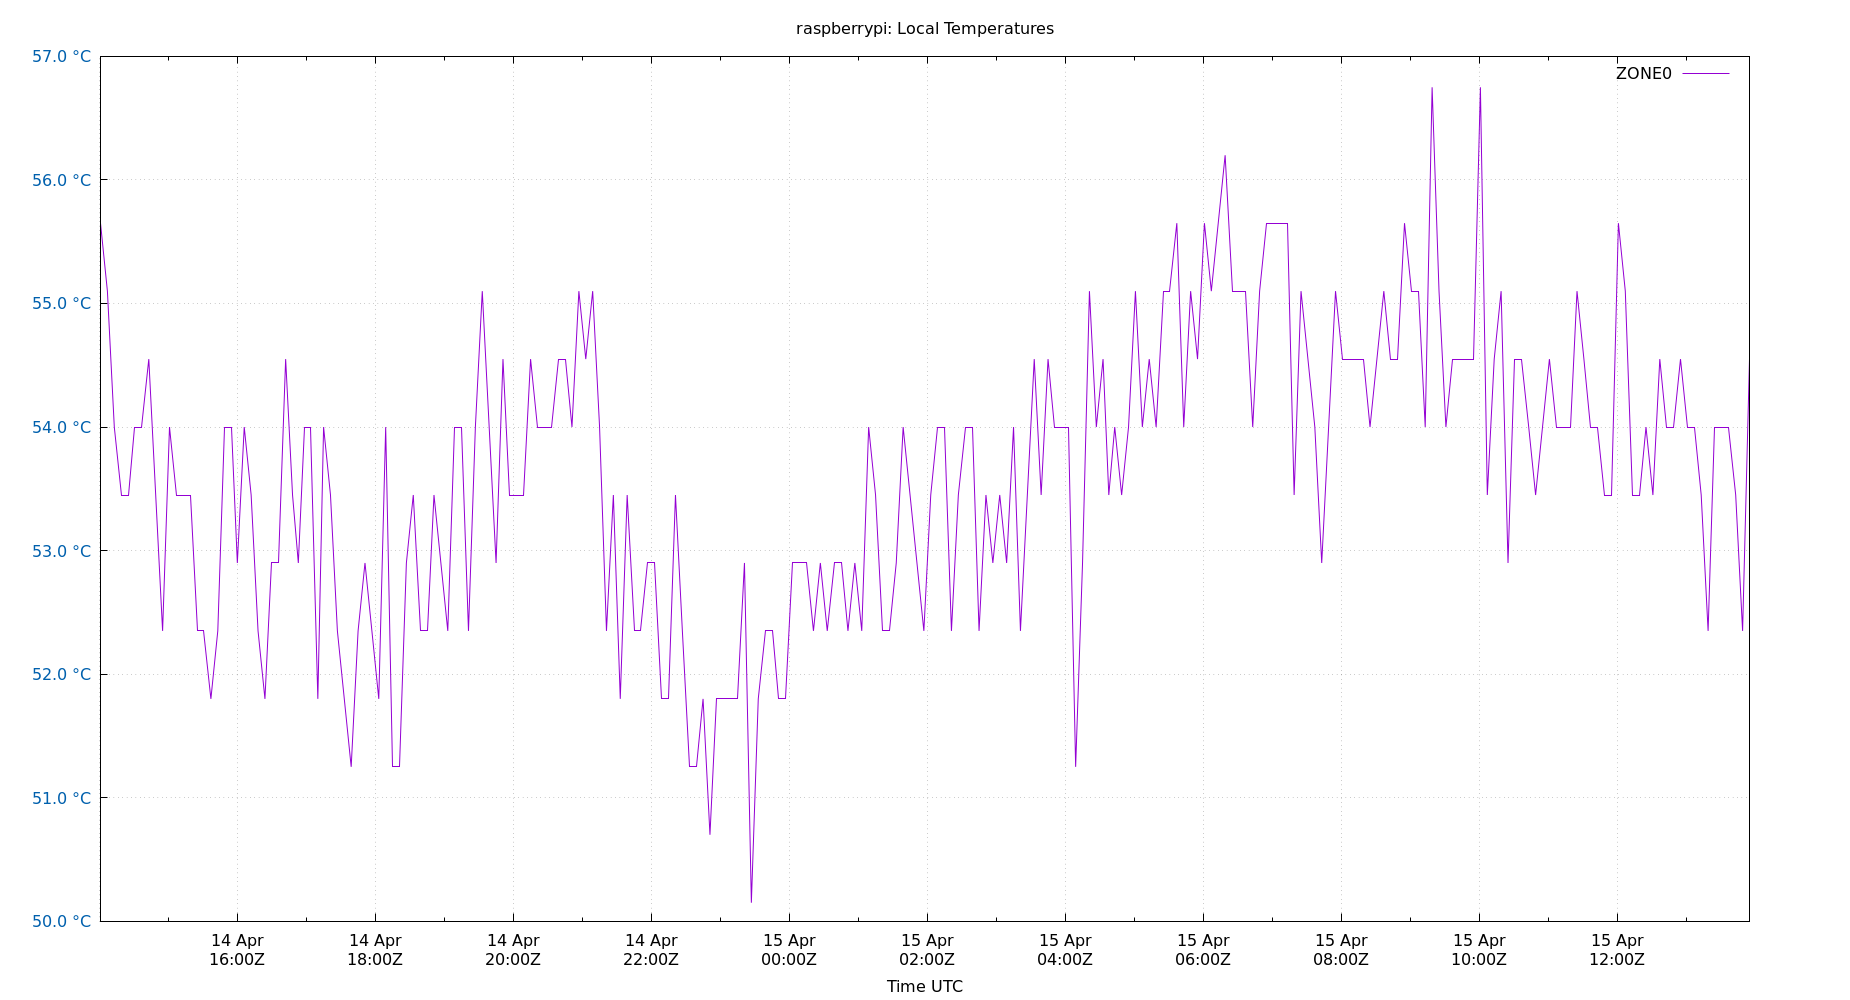 raspberrypi: Local Temperatures
57.0 °C
ZONE0
56.0 °C
55.0 °C
54.0 °C
53.0 °C
52.0 °C
51.0 °C
50.0 °C
14 Apr 14 Apr 14 Apr 14 Apr 15 Apr 15 Apr 15 Apr 15 Apr 15 Apr 15 Apr 15 Apr
16:00Z 18:00Z 20:00Z 22:00Z 00:00Z 02:00Z 04:00Z 06:00Z 08:00Z 10:00Z 12:00Z
Time UTC